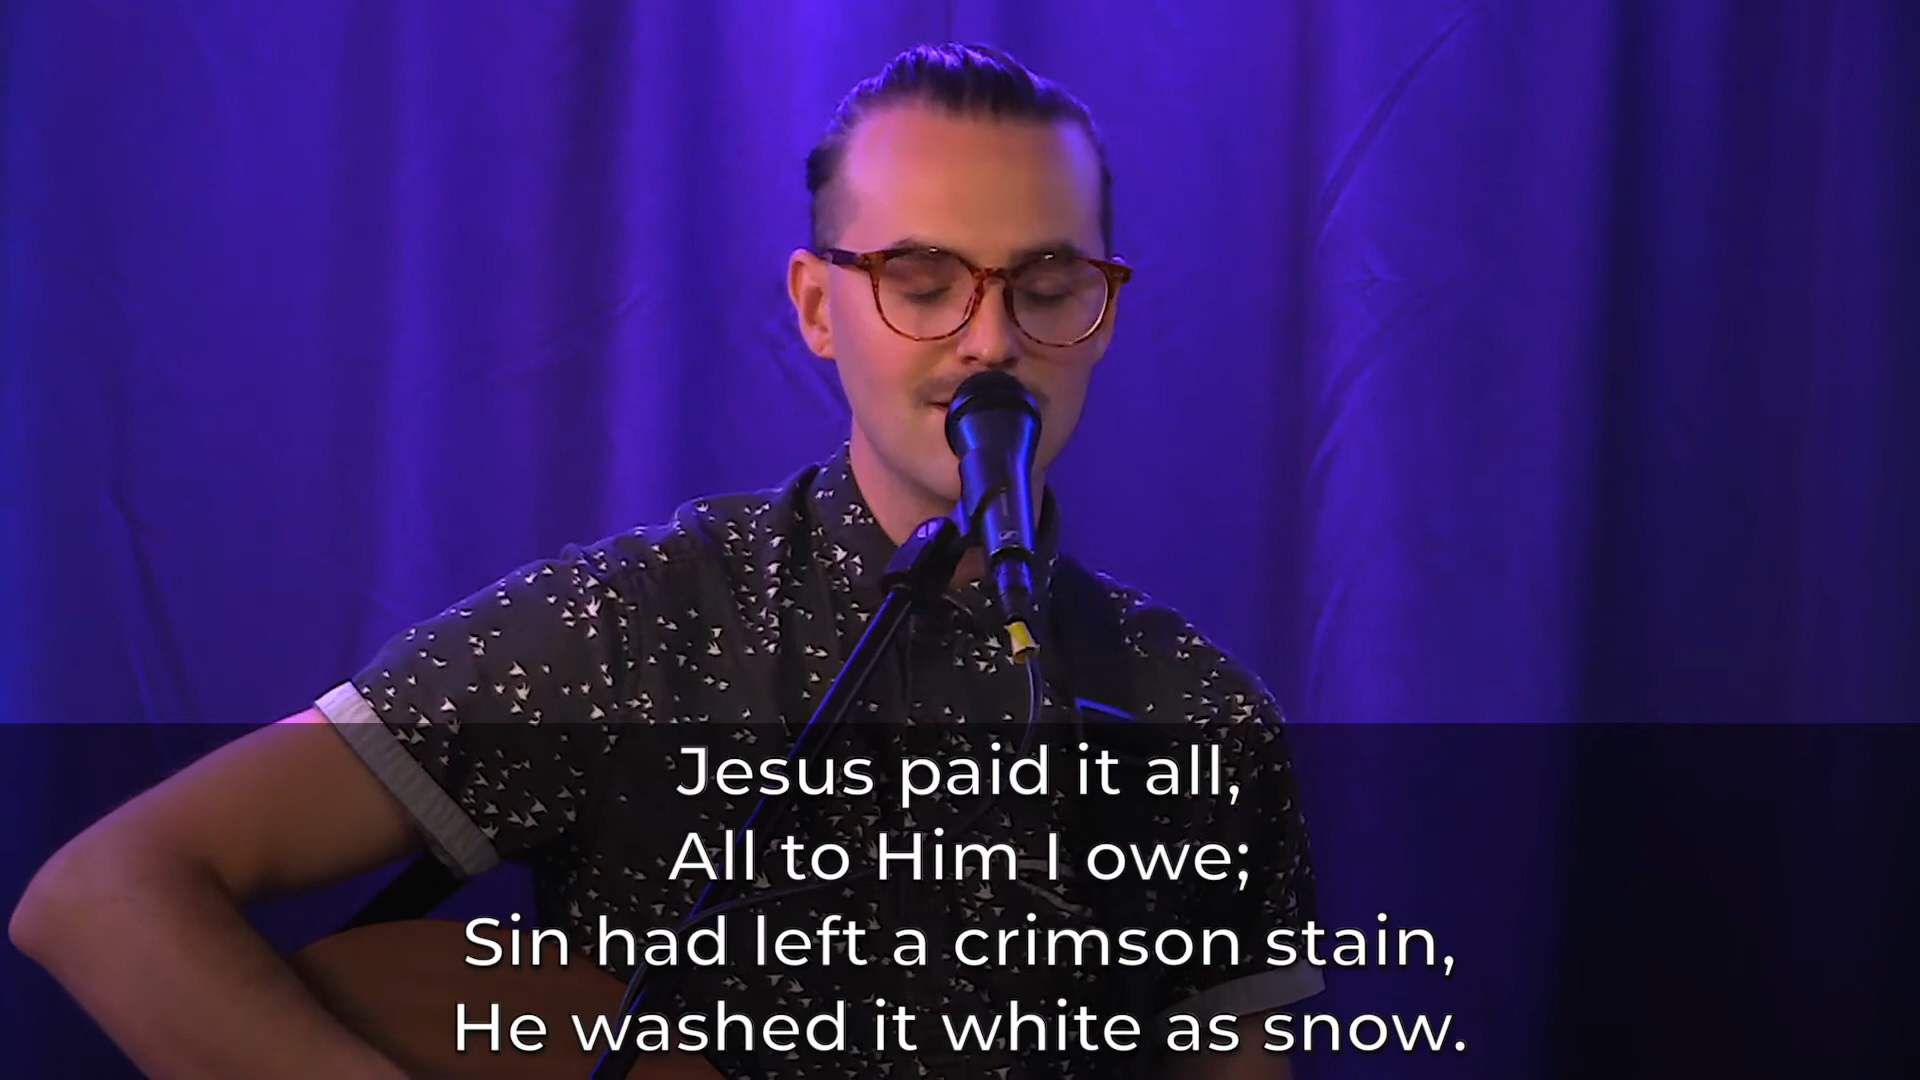 Jesus paid it all,
All to Him I owe;
Sin had left a crimson stain,
He washed it white as snow.